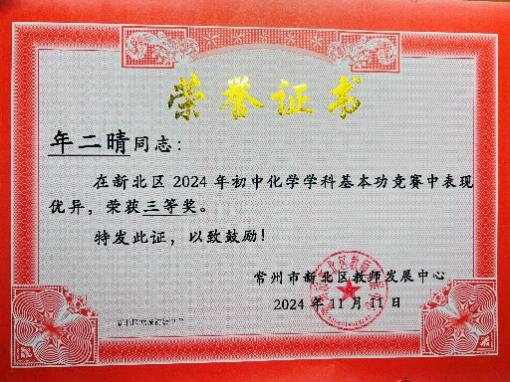 荣誉证书
年二晴同志：
在新北区2024年初中化学学科基本功竞赛中表现
优异，荣获三等奖。
特发此证，以致鼓励！
常州市新北区教师发展中心
2024年11月11日